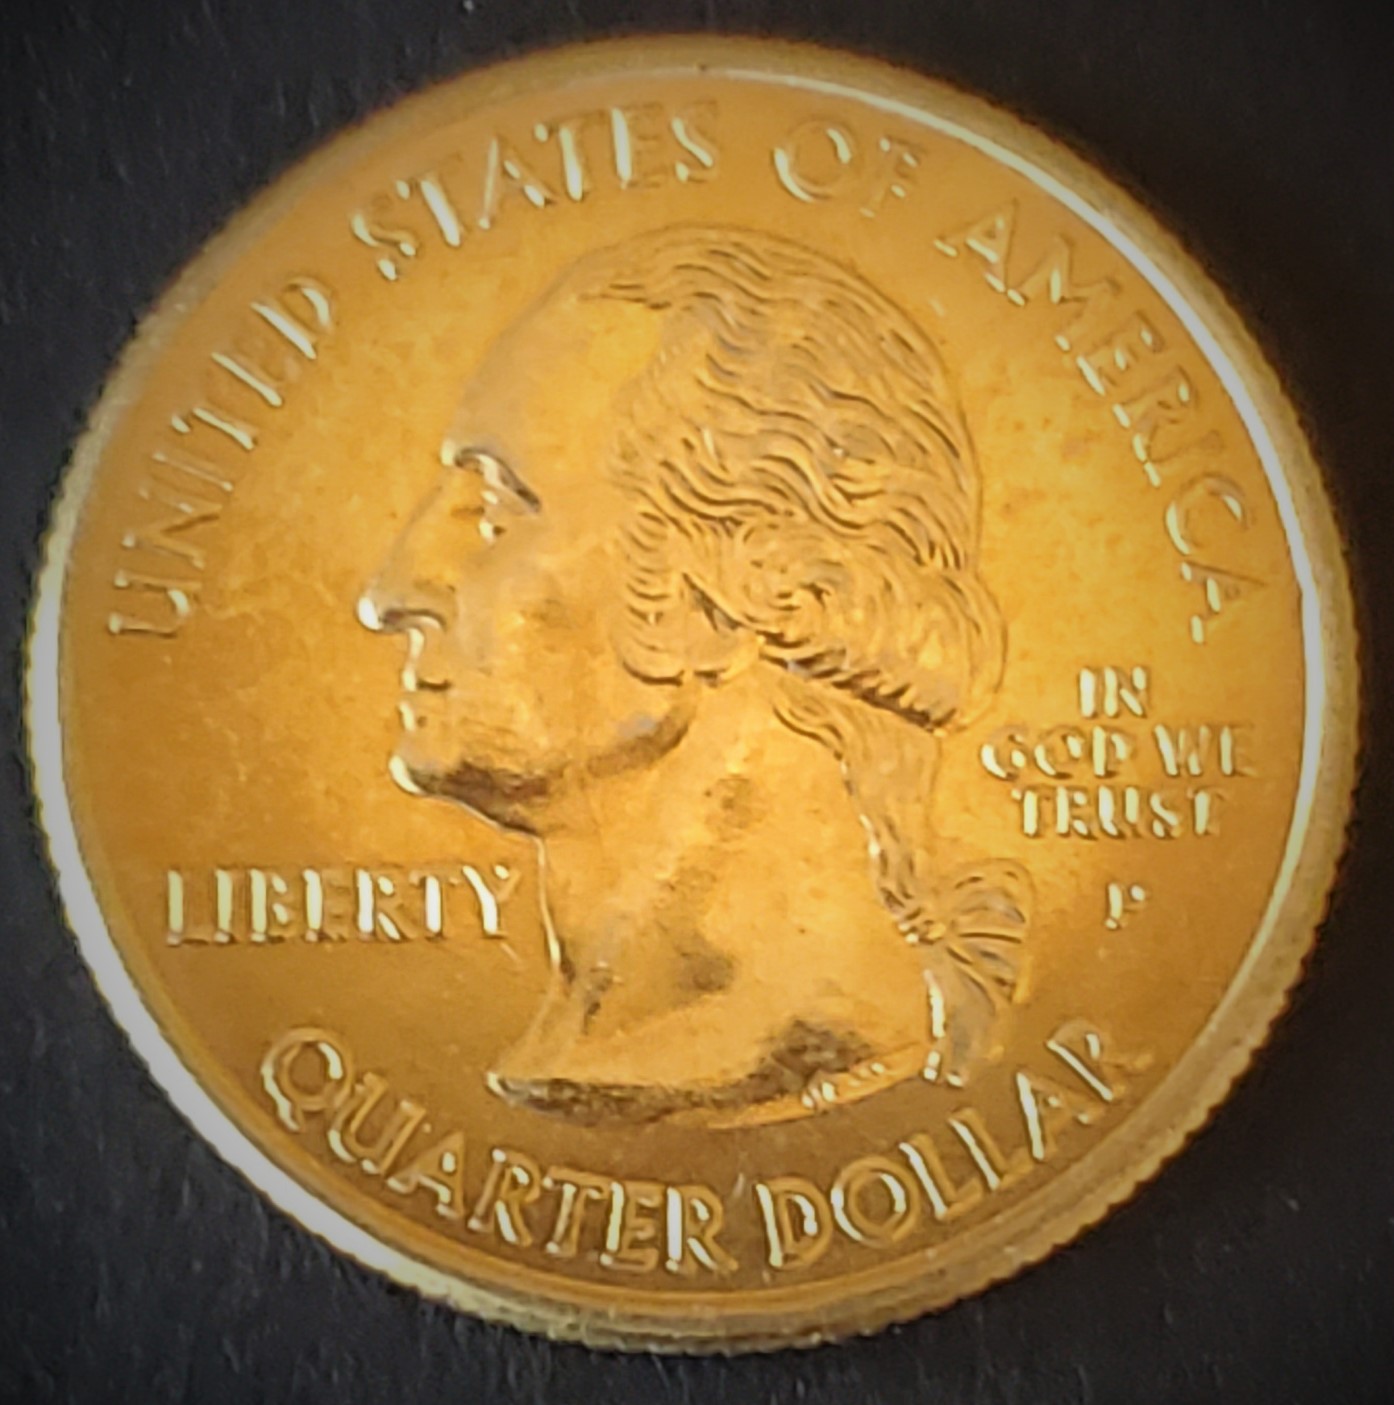 UNITED STATES OF AMERICA
IN
GOD WE
TRUST
LIBERTY
P
QUARTER DOLLAR